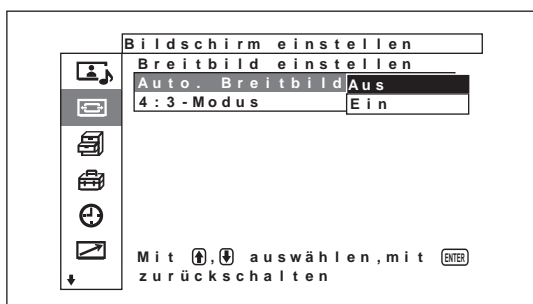 Bildschirm einstellen
Breitbild einstellen
Auto. Breitbild Aus
4:3-Modus Ein
Mit ⬆,⬇ auswählen,mit ENTER
zurückschalten